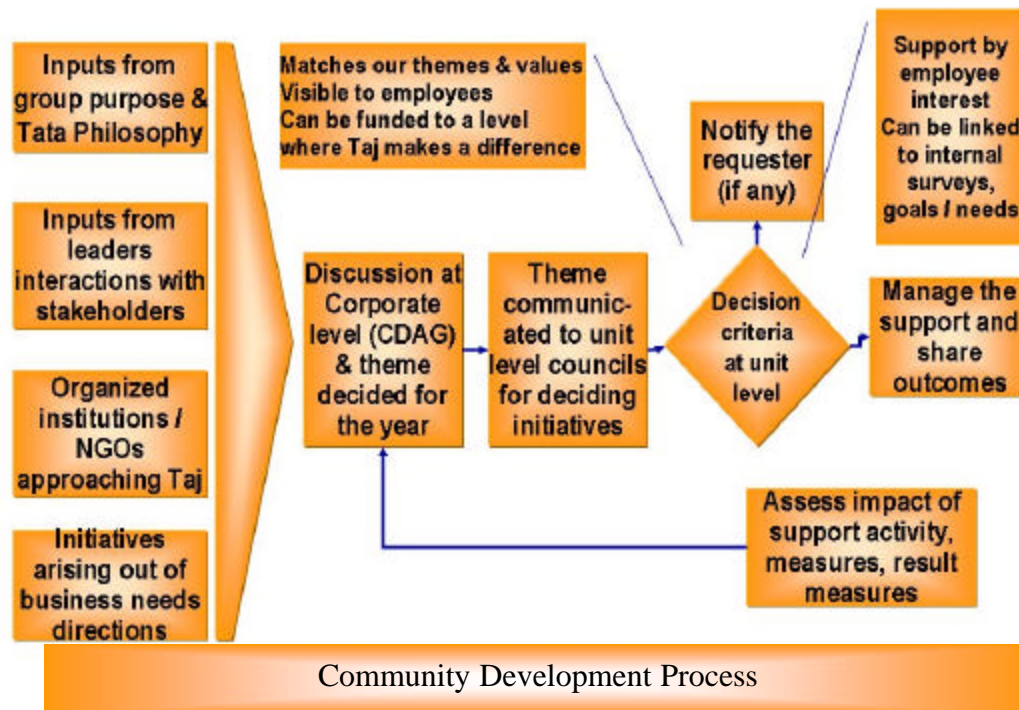 Inputs from
group purpose &
Tata Philosophy
Inputs from
leaders
interactions with
stakeholders
Organized
institutions /
NGOs
approaching Taj
Initiatives
arising out of
business needs
directions
Matches our themes & values
Visible to employees
Can be funded to a level
where Taj makes a difference
Discussion at
Corporate
level (CDAG)
& theme
decided for
the year
Theme
communic-
ated to unit
level councils
for deciding
initiatives
Notify the
requester
(if any)
Decision
criteria
at unit
level
Support by
employee
interest
Can be linked
to internal
surveys,
goals / needs
Manage the
support and
share
outcomes
Assess impact of
support activity,
measures, result
measures
Community Development Process